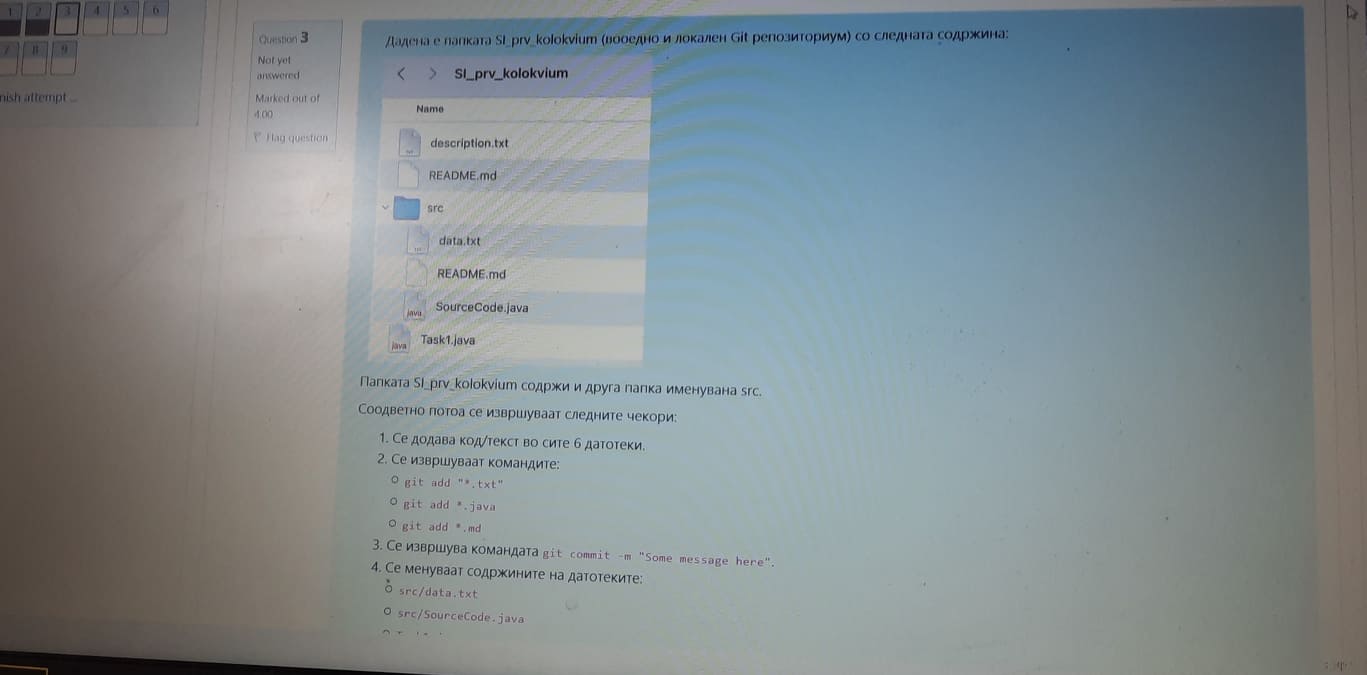 1 2 3 4 5 6
7 8 9
nish attempt ...
Question 3
Not yet
answered
Marked out of
4.00
Flag question
Дадена е папката SI_prv_kolokvium (вооедно и локален Git репозиториум) со следната содржина:
SI_prv_kolokvium
Name
description.txt
README.md
src
data.txt
README.md
SourceCode.java
Task1.java
Папката SI_prv_kolokvium содржи и друга папка именувана src.
Соодветно потоа се извршуваат следните чекори:
1. Се додава код/текст во сите 6 датотеки.
2. Се извршуваат командите:
git add "*.txt"
git add *.java
git add *.md
3. Се извршува командата git commit -m "Some message here".
4. Се менуваат содржините на датотеките:
src/data.txt
src/SourceCode.java